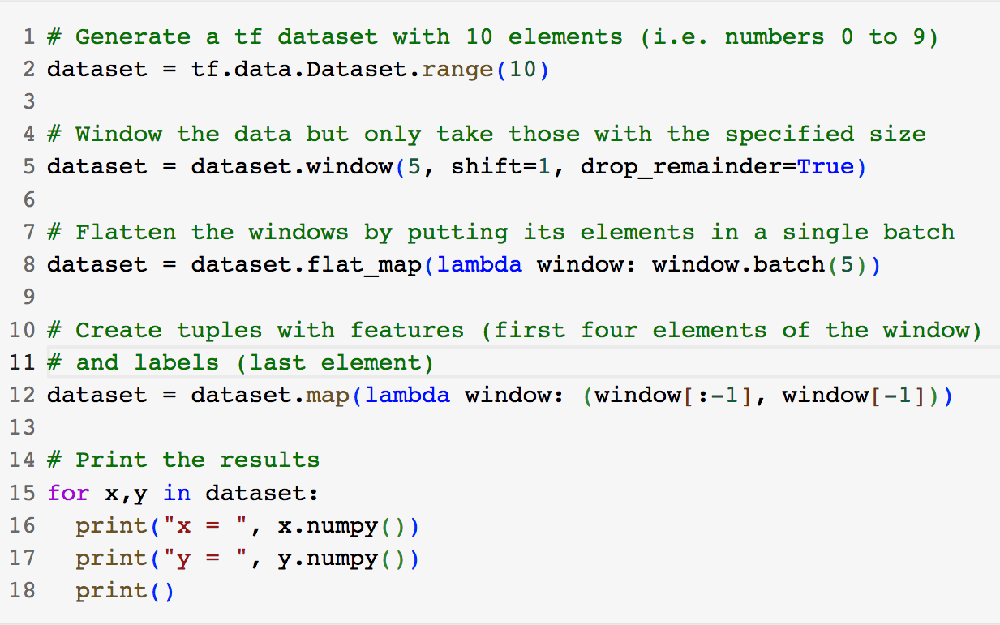 1 # Generate a tf dataset with 10 elements (i.e. numbers 0 to 9)
2 dataset = tf.data.Dataset.range(10)
3
4 # Window the data but only take those with the specified size
5 dataset = dataset.window(5, shift=1, drop_remainder=True)
6
7 # Flatten the windows by putting its elements in a single batch
8 dataset = dataset.flat_map(lambda window: window.batch(5))
9
10 # Create tuples with features (first four elements of the window)
11 # and labels (last element)
12 dataset = dataset.map(lambda window: (window[:-1], window[-1]))
13
14 # Print the results
15 for x,y in dataset:
16   print("x = ", x.numpy())
17   print("y = ", y.numpy())
18   print()